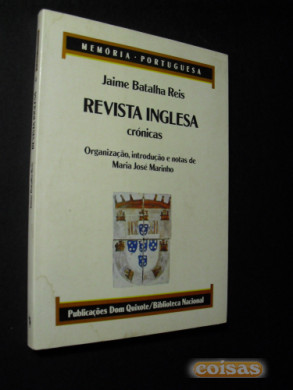 MEMÓRIA · PORTUGUESA
Jaime Batalha Reis
REVISTA INGLESA
crónicas
Organização, introdução e notas de
Maria José Marinho
Publicações Dom Quixote/Biblioteca Nacional
coisas